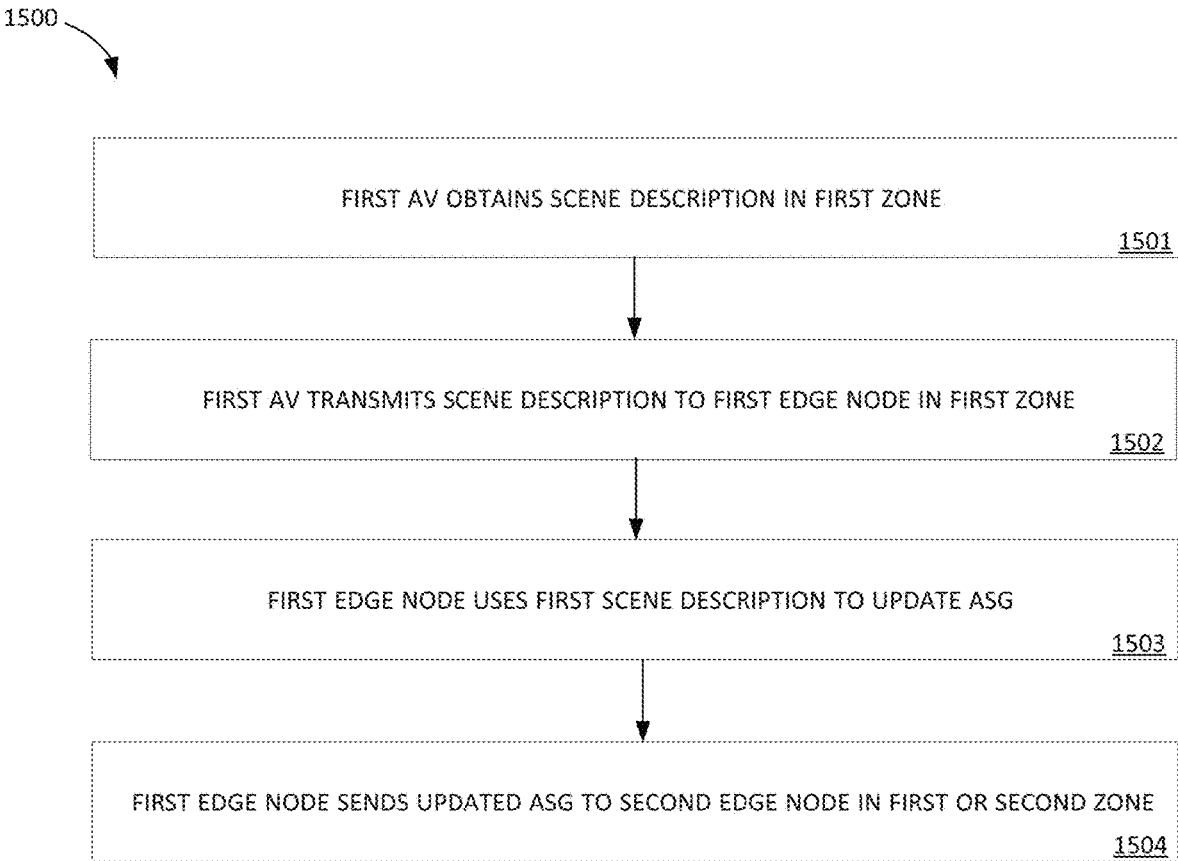 1500
FIRST AV OBTAINS SCENE DESCRIPTION IN FIRST ZONE
1501
FIRST AV TRANSMITS SCENE DESCRIPTION TO FIRST EDGE NODE IN FIRST ZONE
1502
FIRST EDGE NODE USES FIRST SCENE DESCRIPTION TO UPDATE ASG
1503
FIRST EDGE NODE SENDS UPDATED ASG TO SECOND EDGE NODE IN FIRST OR SECOND ZONE
1504